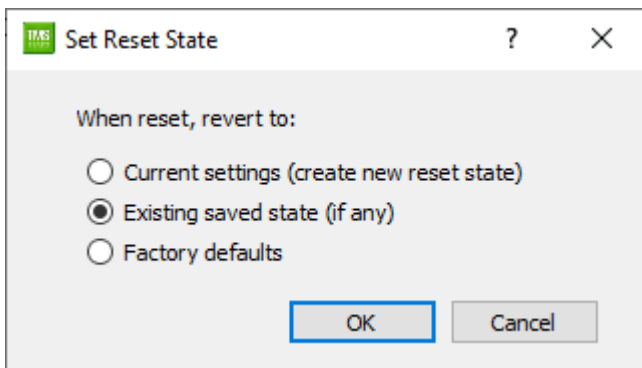 Set Reset State
When reset, revert to:
Current settings (create new reset state)
Existing saved state (if any)
Factory defaults
OK Cancel